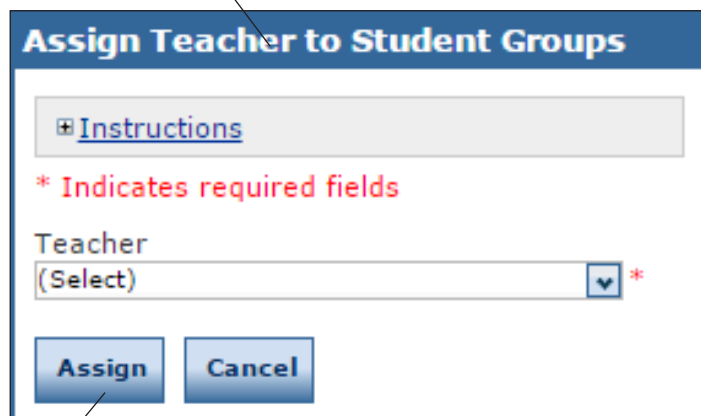 Assign Teacher to Student Groups
Instructions
* Indicates required fields
Teacher
(Select) *
Assign Cancel